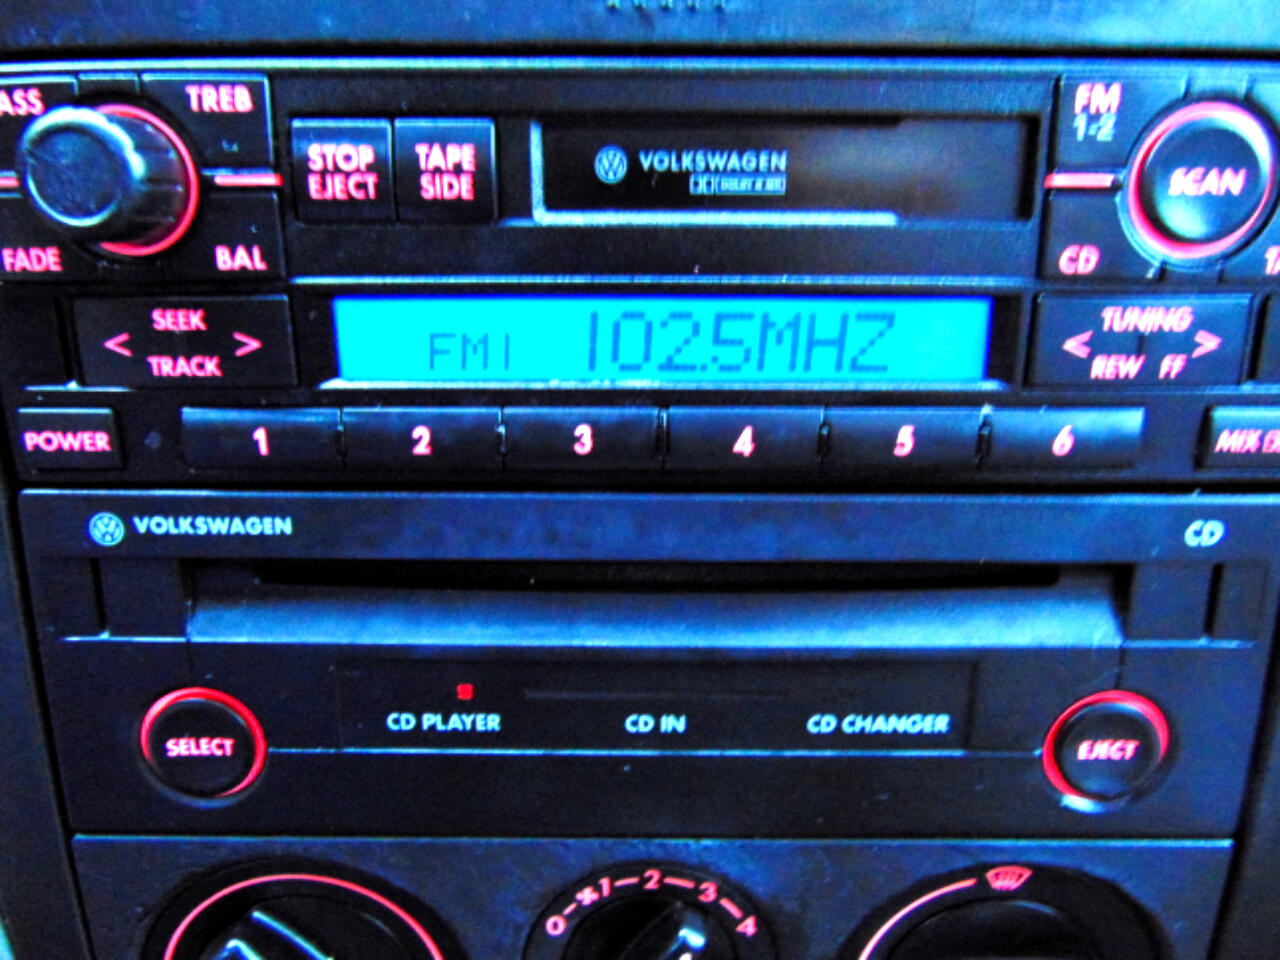 ASS TREB
STOP EJECT
TAPE SIDE
VOLKSWAGEN
FM 1-2
SCAN
FADE BAL
CD
SEEK
< >
TRACK
FM1 102.5MHZ
TUNING
< >
REW FF
POWER 1 2 3 4 5 6 MIX
VOLKSWAGEN CD
SELECT
CD PLAYER CD IN CD CHANGER
EJECT
0 1 2 3 4